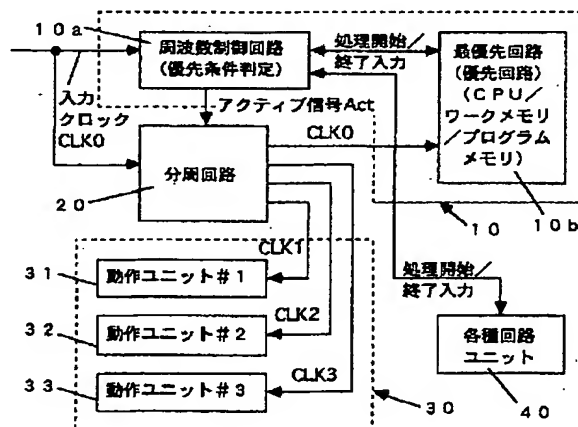 10a
周波数制御回路
(優先条件判定)
処理開始/
終了入力
最優先回路
(優先回路)
(CPU/
ワークメモリ
/プログラム
メモリ)
入力
クロック
CLK0
アクティブ信号Act
CLK0
分周回路
20
10
10b
CLK1
31
動作ユニット#1
処理開始/
終了入力
CLK2
32
動作ユニット#2
各種回路
ユニット
CLK3
33
動作ユニット#3
30
40